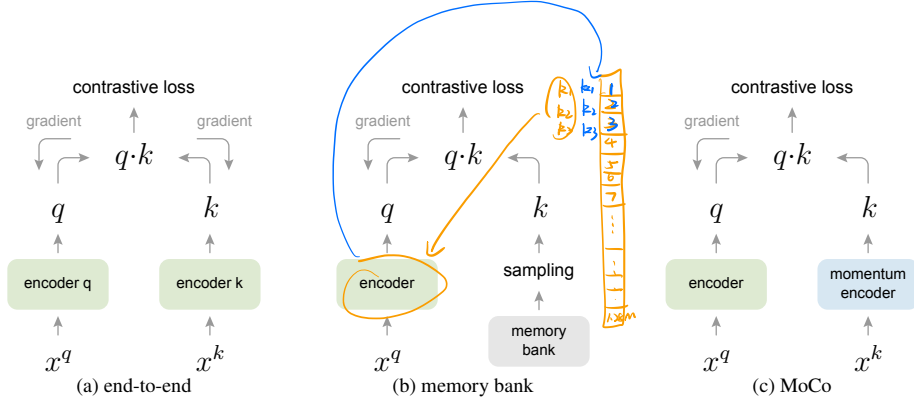 contrastive loss
gradient
gradient
q·k
q
k
encoder q
encoder k
x^q
x^k
(a) end-to-end
contrastive loss
gradient
q·k
q
k
encoder
sampling
memory
bank
x^q
(b) memory bank
k1 k1 1
k2 k2 2
k3 3
4
5
6
7
contrastive loss
gradient
q·k
q
k
encoder
momentum
encoder
x^q
x^k
(c) MoCo